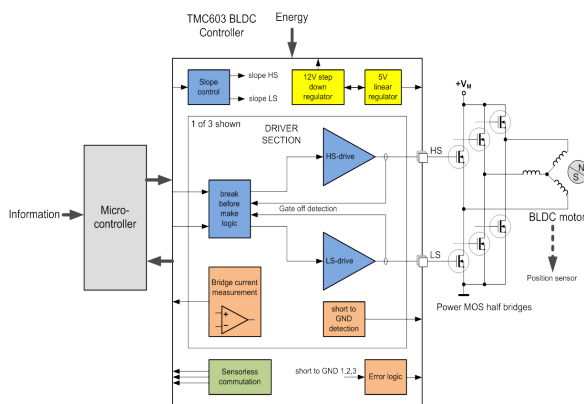 TMC603 BLDC
Controller
Energy
Slope
control
slope HS
slope LS
12V step
down
regulator
5V
linear
regulator
+VM
1 of 3 shown
DRIVER
SECTION
HS-drive
HS
N
S
Information
Micro-
controller
break
before
make
logic
Gate off detection
BLDC motor
LS-drive
LS
Position sensor
Bridge current
measurement
+
−
short to
GND
detection
Power MOS half bridges
Sensorless
commutation
short to GND 1,2,3
Error logic